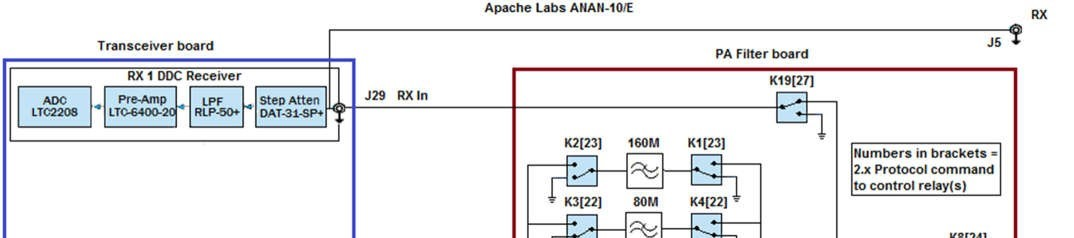 Apache Labs ANAN-10/E
RX
J5
Transceiver board
PA Filter board
RX 1 DDC Receiver
K19[27]
ADC
LTC2208
Pre-Amp
LTC-6400-20
LPF
RLP-50+
Step Atten
DAT-31-SP+
J29 RX In
K2[23]
160M
K1[23]
Numbers in brackets =
2.x Protocol command
to control relay(s)
K3[22]
80M
K4[22]
K8[24]